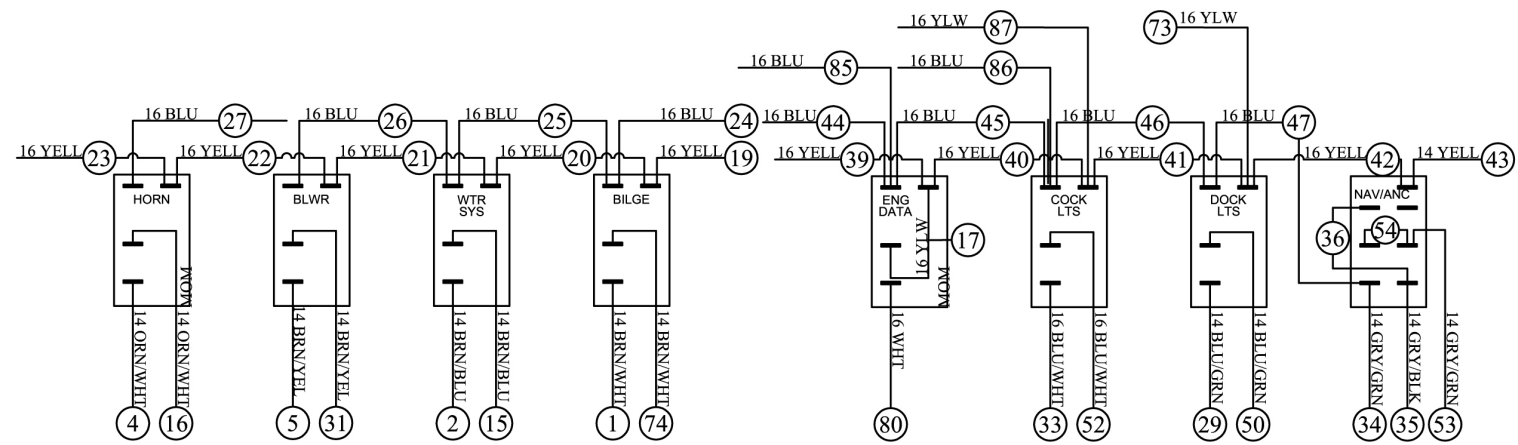 16 YLW 87
73 16 YLW
16 BLU 85
16 BLU 86
16 BLU 27
16 BLU 26
16 BLU 25
16 BLU 24
16 BLU 44
16 BLU 45
16 BLU 46
16 BLU 47
16 YELL 23
16 YELL 22
16 YELL 21
16 YELL 20
16 YELL 19
16 YELL 39
16 YELL 40
16 YELL 41
16 YELL 42
14 YELL 43
HORN
BLWR
WTR
SYS
BILGE
ENG
DATA
COCK
LTS
DOCK
LTS
NAV/ANC
36
54
16 YLW
17
MOM
MOM
14 ORN/WHT
14 ORN/WHT
14 BRN/YEL
14 BRN/YEL
14 BRN/BLU
14 BRN/BLU
14 BRN/WHT
14 BRN/WHT
16 WHT
16 BLU/WHT
16 BLU/WHT
14 BLU/GRN
14 BLU/GRN
14 GRY/GRN
14 GRY/BLK
14 GRY/GRN
4 16 5 31 2 15 1 74 80 33 52 29 50 34 35 53